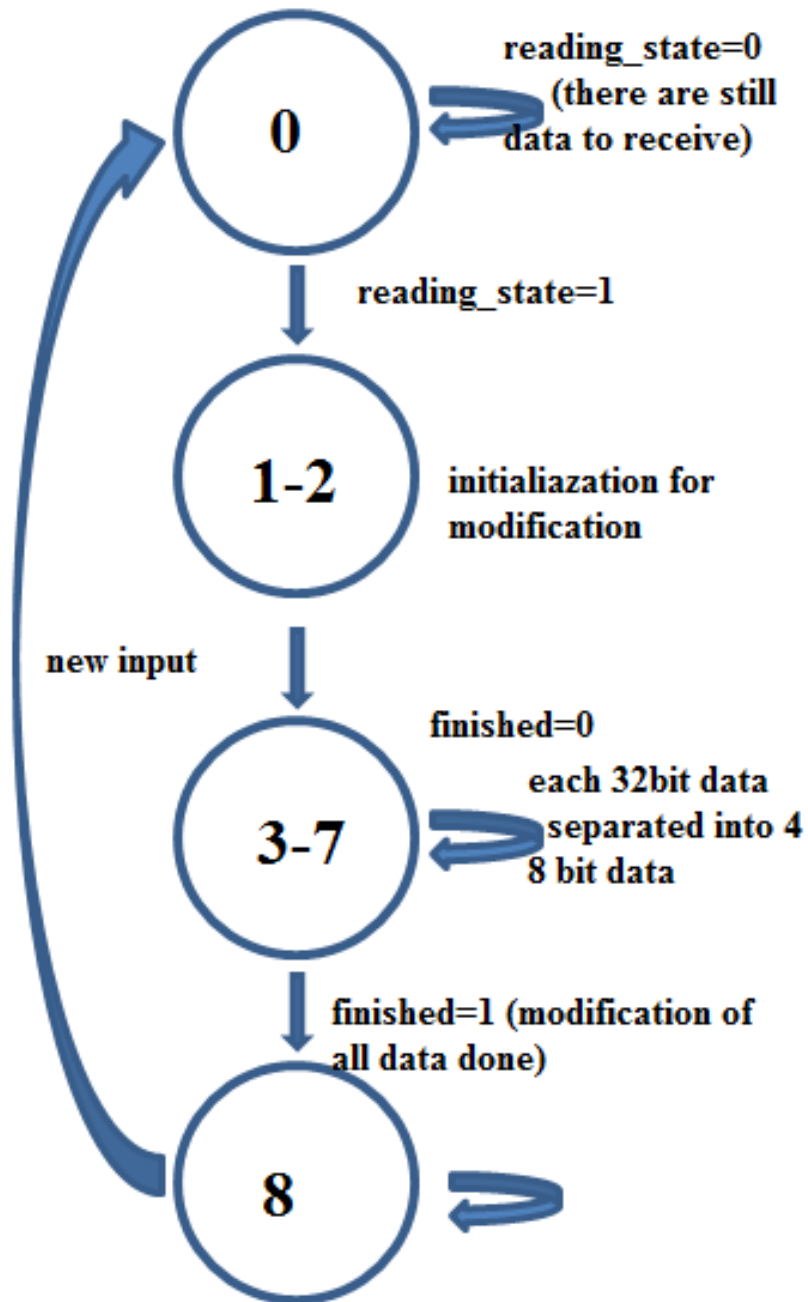 0
reading_state=0
(there are still
data to receive)
reading_state=1
1-2
initialiazation for
modification
new input
finished=0
3-7
each 32bit data
separated into 4
8 bit data
finished=1 (modification of
all data done)
8